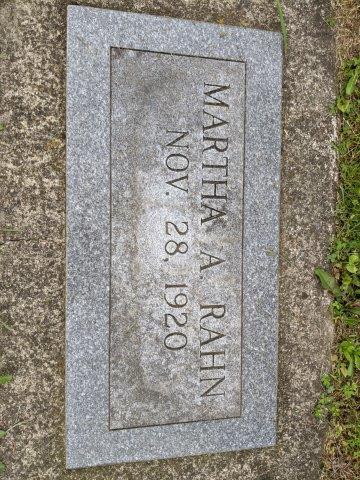 MARTHA A RAHN
NOV. 28, 1920